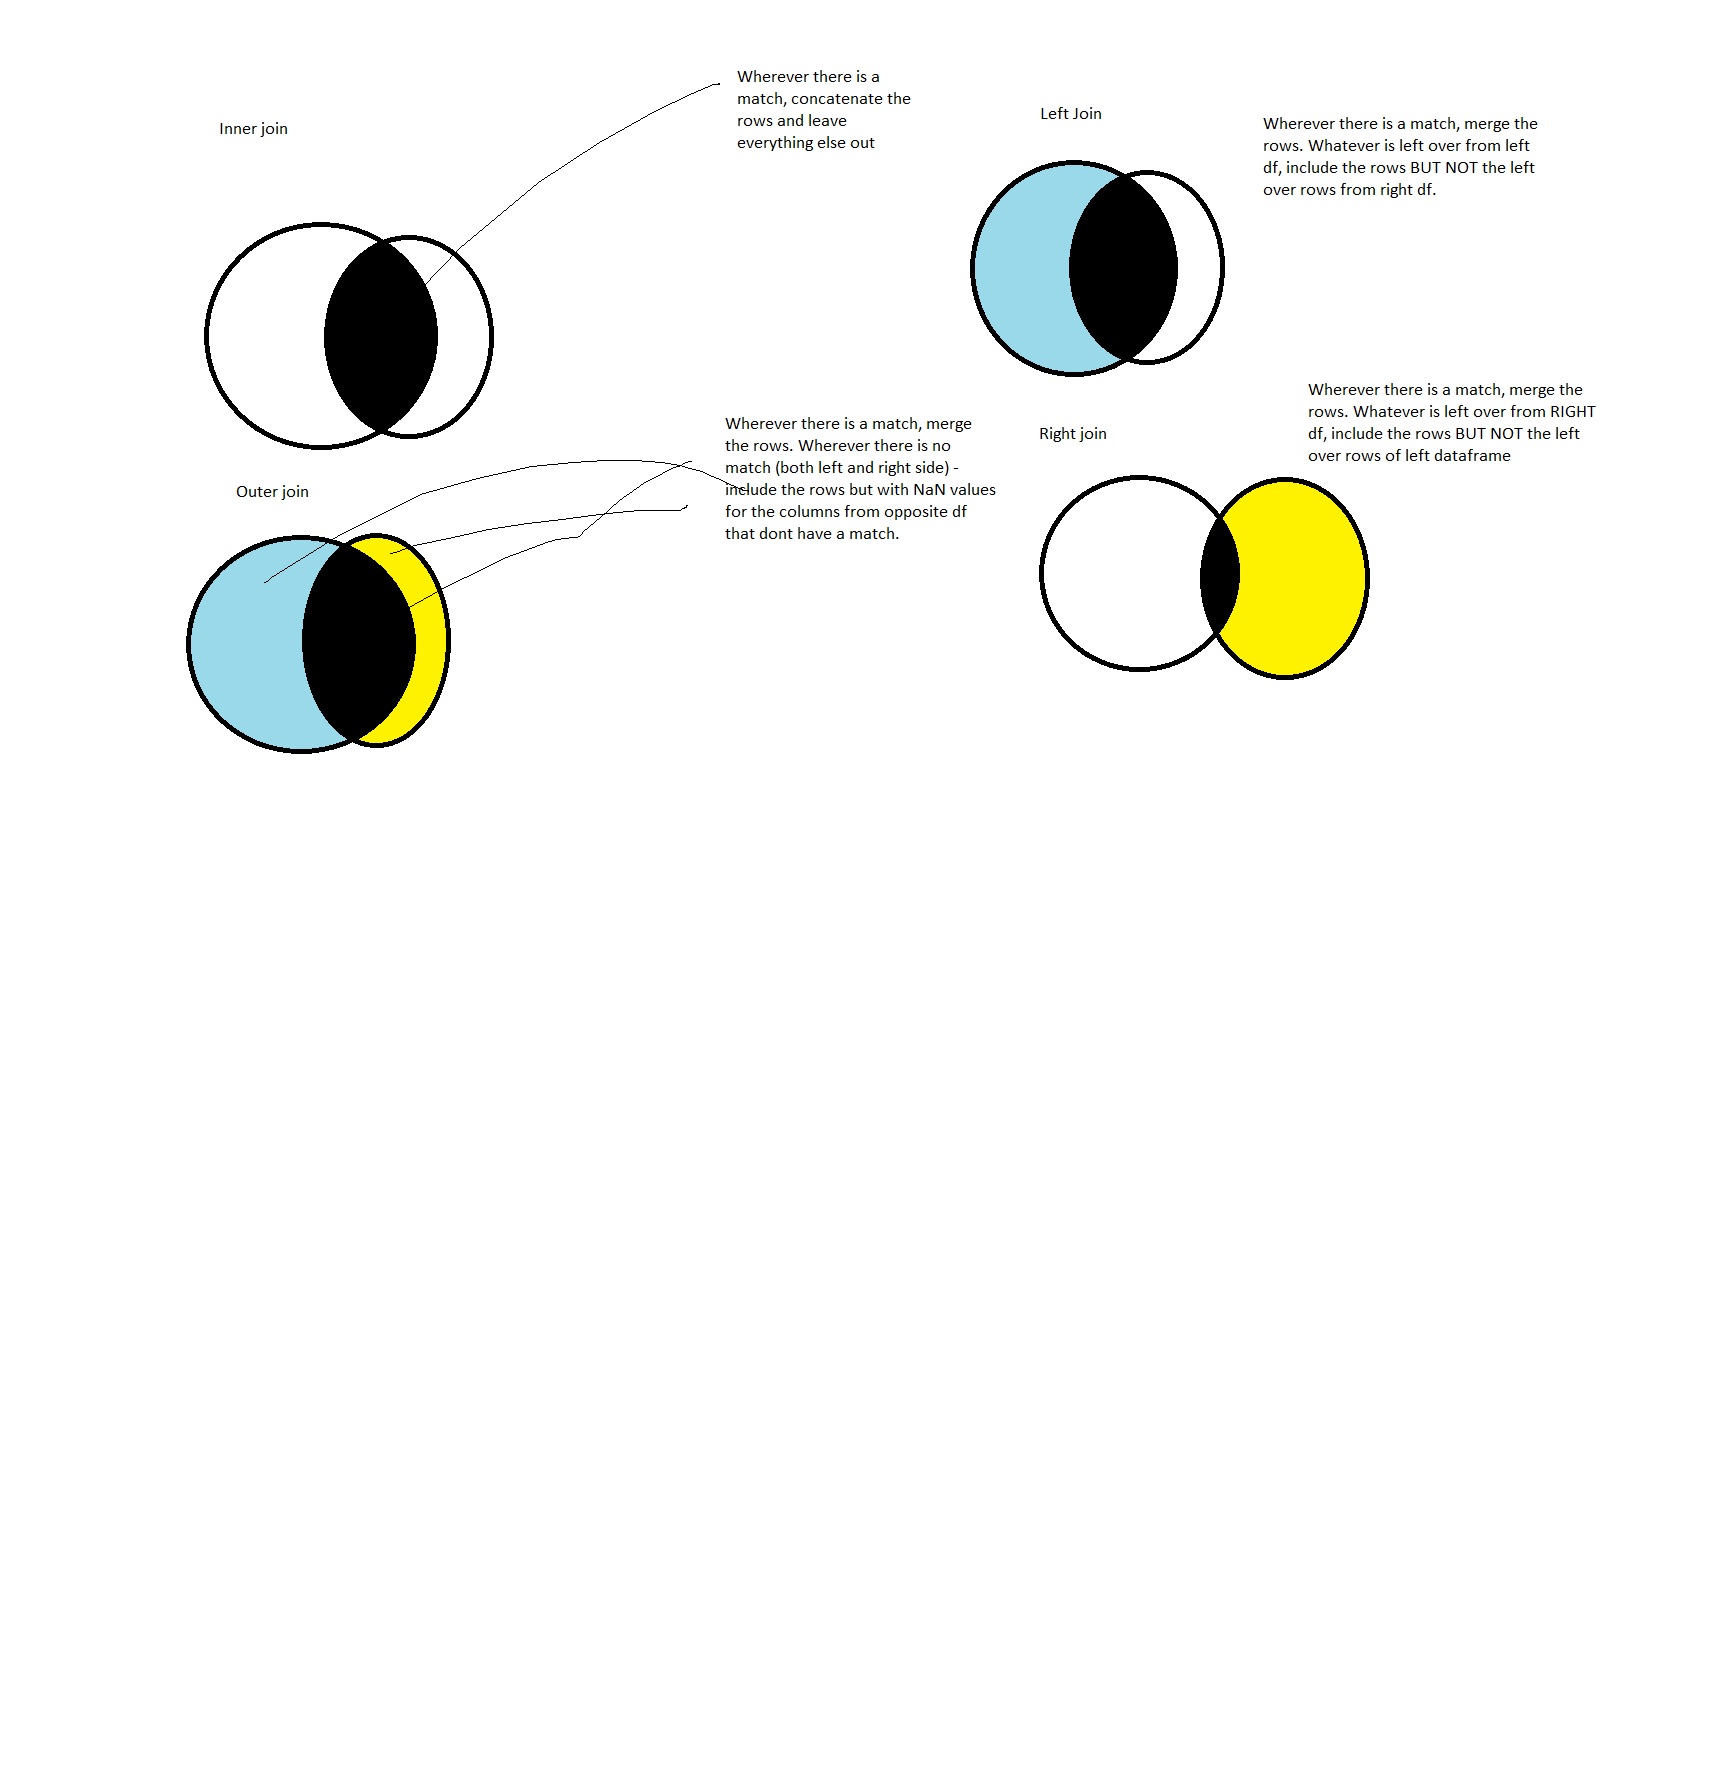 Inner join
Wherever there is a
match, concatenate the
rows and leave
everything else out
Left Join
Wherever there is a match, merge the
rows. Whatever is left over from left
df, include the rows BUT NOT the left
over rows from right df.
Outer join
Wherever there is a match, merge
the rows. Wherever there is no
match (both left and right side) -
include the rows but with NaN values
for the columns from opposite df
that dont have a match.
Right join
Wherever there is a match, merge the
rows. Whatever is left over from RIGHT
df, include the rows BUT NOT the left
over rows of left dataframe